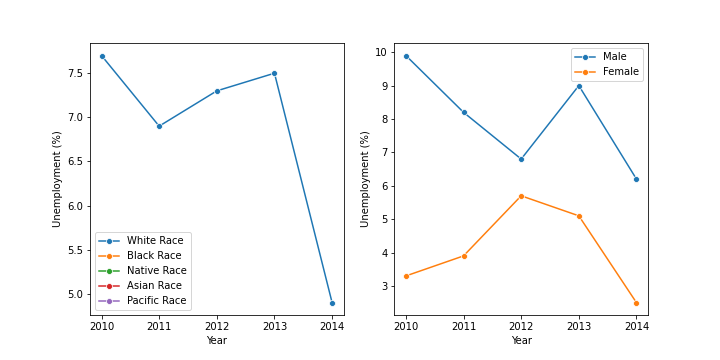 Unemployment (%)
7.5
7.0
6.5
6.0
5.5
5.0
White Race
Black Race
Native Race
Asian Race
Pacific Race
2010 2011 2012 2013 2014
Year
Unemployment (%)
10
9
8
7
6
5
4
3
Male
Female
2010 2011 2012 2013 2014
Year